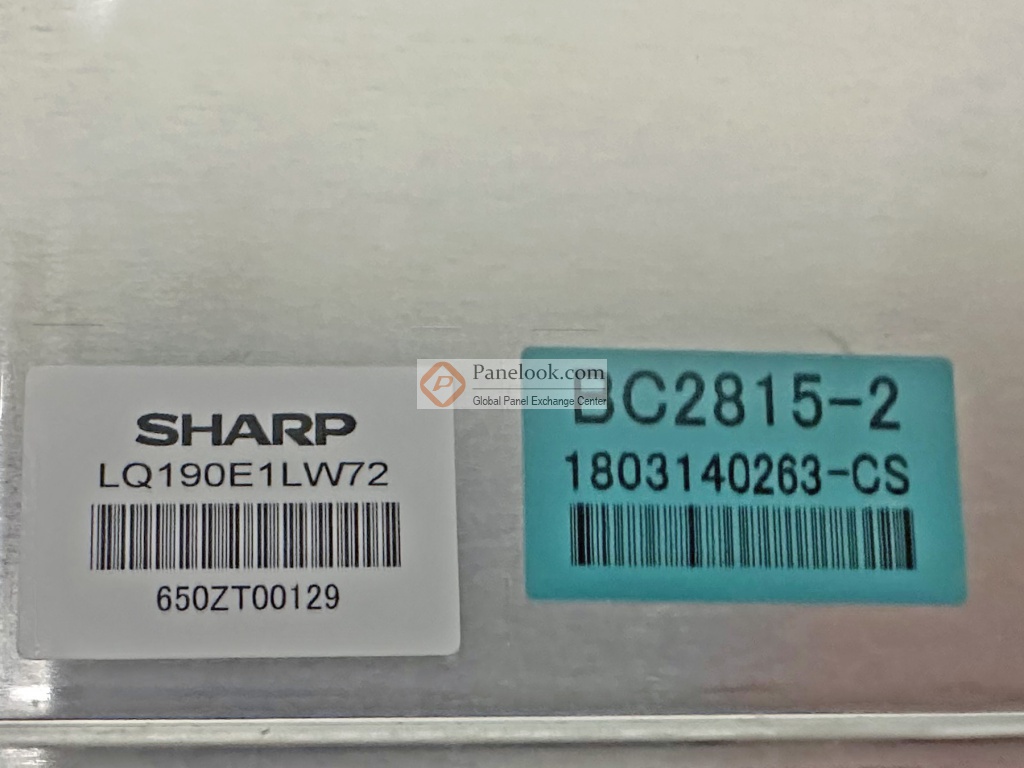 SHARP
LQ190E1LW72
650ZT00129
Panelook.com
Global Panel Exchange Center
BC2815-2
1803140263-CS